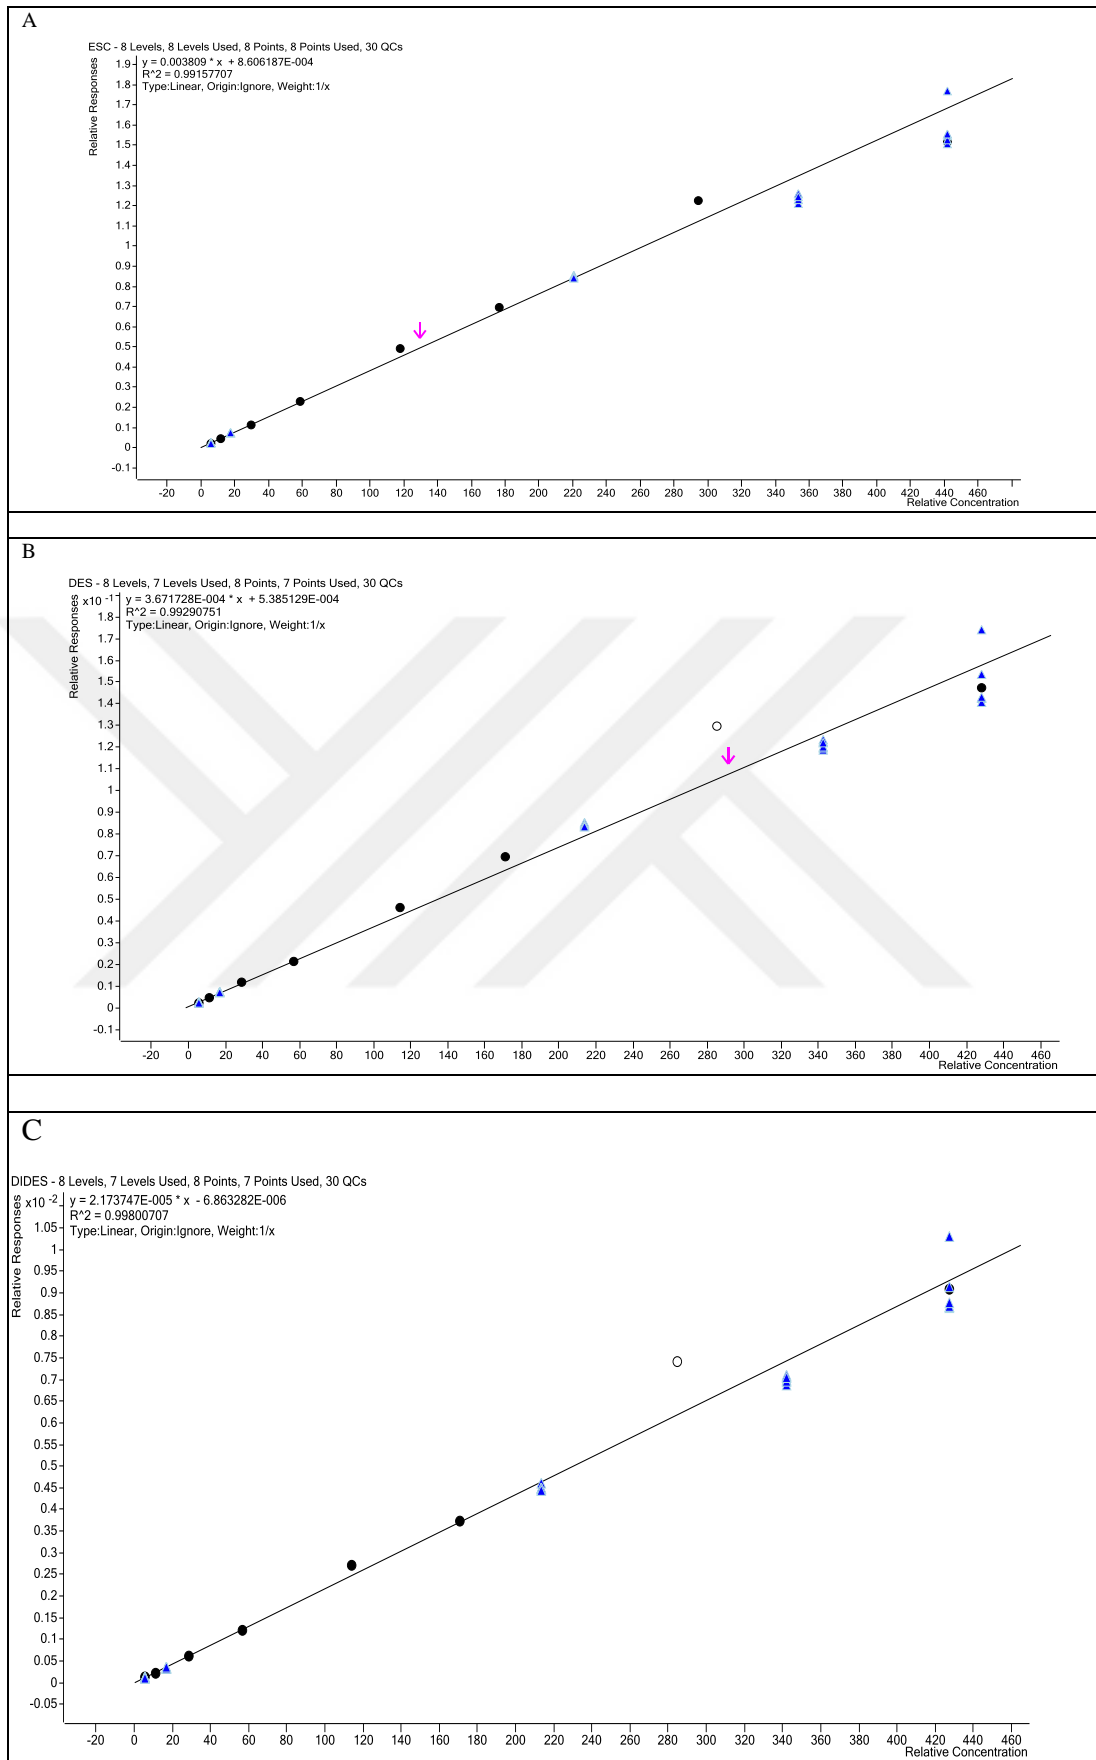 A
ESC - 8 Levels, 8 Levels Used, 8 Points, 8 Points Used, 30 QCs
y = 0.003809 * x + 8.606187E-004
R^2 = 0.99157707
Type:Linear, Origin:Ignore, Weight:1/x
Relative Responses
1.9
1.8
1.7
1.6
1.5
1.4
1.3
1.2
1.1
1
0.9
0.8
0.7
0.6
0.5
0.4
0.3
0.2
0.1
0
-0.1
-20 0 20 40 60 80 100 120 140 160 180 200 220 240 260 280 300 320 340 360 380 400 420 440 460
Relative Concentration
B
DES - 8 Levels, 7 Levels Used, 8 Points, 7 Points Used, 30 QCs
x10 -1
y = 3.671728E-004 * x + 5.385129E-004
R^2 = 0.99290751
Type:Linear, Origin:Ignore, Weight:1/x
Relative Responses
1.8
1.7
1.6
1.5
1.4
1.3
1.2
1.1
1
0.9
0.8
0.7
0.6
0.5
0.4
0.3
0.2
0.1
0
-0.1
-20 0 20 40 60 80 100 120 140 160 180 200 220 240 260 280 300 320 340 360 380 400 420 440 460
Relative Concentration
C
DIDES - 8 Levels, 7 Levels Used, 8 Points, 7 Points Used, 30 QCs
x10 -2
y = 2.173747E-005 * x - 6.863282E-006
R^2 = 0.99800707
Type:Linear, Origin:Ignore, Weight:1/x
Relative Responses
1.05
1
0.95
0.9
0.85
0.8
0.75
0.7
0.65
0.6
0.55
0.5
0.45
0.4
0.35
0.3
0.25
0.2
0.15
0.1
0.05
0
-0.05
-20 0 20 40 60 80 100 120 140 160 180 200 220 240 260 280 300 320 340 360 380 400 420 440 460
Relative Concentration